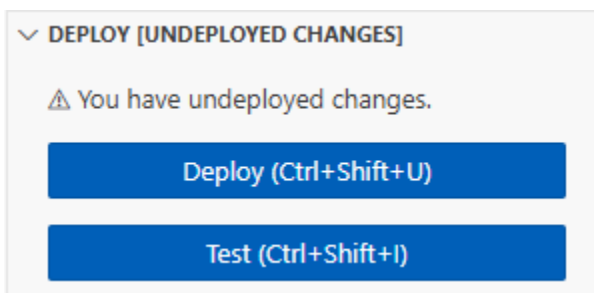 DEPLOY [UNDEPLOYED CHANGES]
You have undeployed changes.
Deploy (Ctrl+Shift+U)
Test (Ctrl+Shift+I)